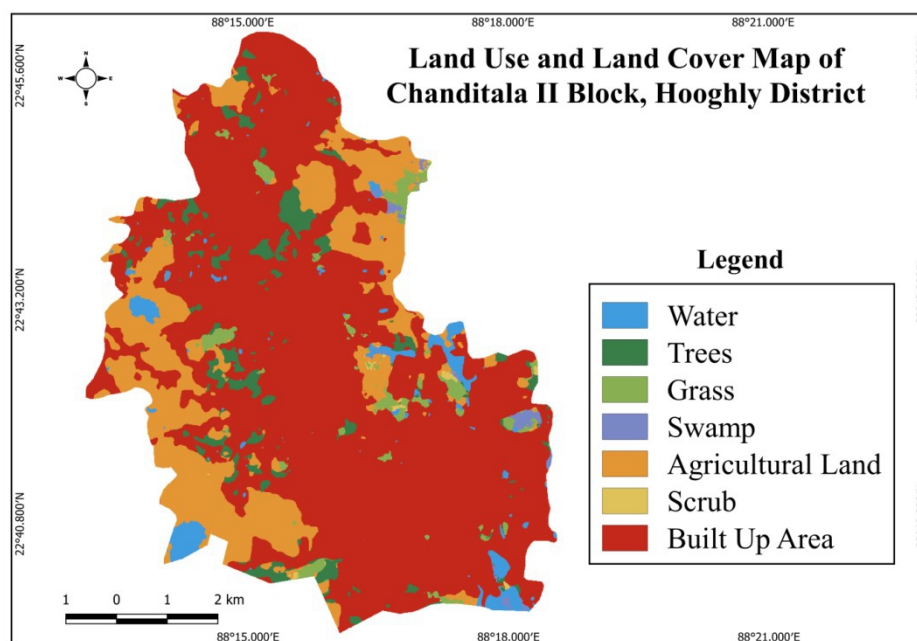 88°15.000'E 88°18.000'E 88°21.000'E
Land Use and Land Cover Map of
Chanditala II Block, Hooghly District
N
W E
S
22°45.600'N
22°43.200'N
22°40.800'N
Legend
Water
Trees
Grass
Swamp
Agricultural Land
Scrub
Built Up Area
1 0 1 2 km
88°15.000'E 88°18.000'E 88°21.000'E